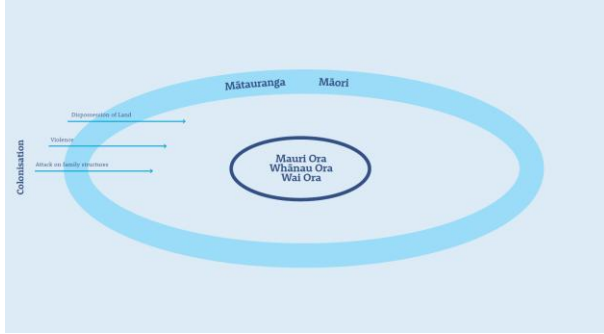 Mātauranga Māori
Dispossession of Land
Violence
Attack on family structures
Colonisation
Mauri Ora
Whānau Ora
Wai Ora